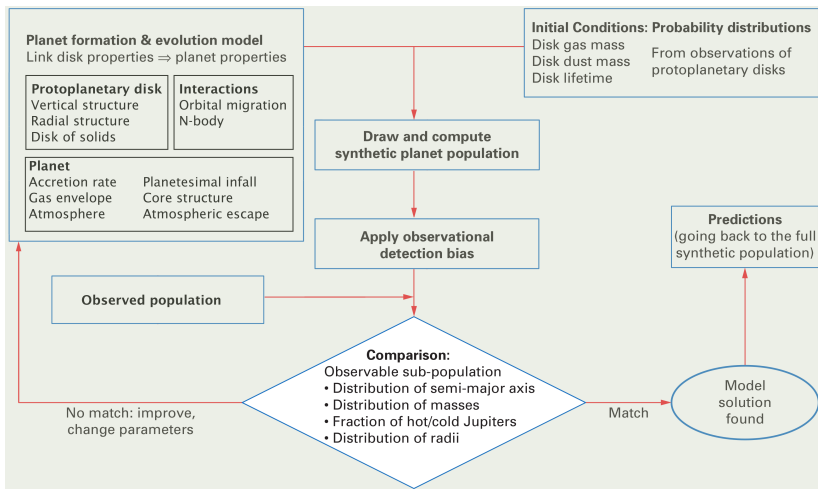 Planet formation & evolution model
Link disk properties ⇒ planet properties
Protoplanetary disk
Vertical structure
Radial structure
Disk of solids
Interactions
Orbital migration
N-body
Planet
Accretion rate
Gas envelope
Atmosphere
Planetesimal infall
Core structure
Atmospheric escape
Initial Conditions: Probability distributions
Disk gas mass
Disk dust mass
Disk lifetime
From observations of
protoplanetary disks
Draw and compute
synthetic planet population
Apply observational
detection bias
Observed population
Comparison:
Observable sub-population
• Distribution of semi-major axis
• Distribution of masses
• Fraction of hot/cold Jupiters
• Distribution of radii
No match: improve,
change parameters
Match
Model
solution
found
Predictions
(going back to the full
synthetic population)